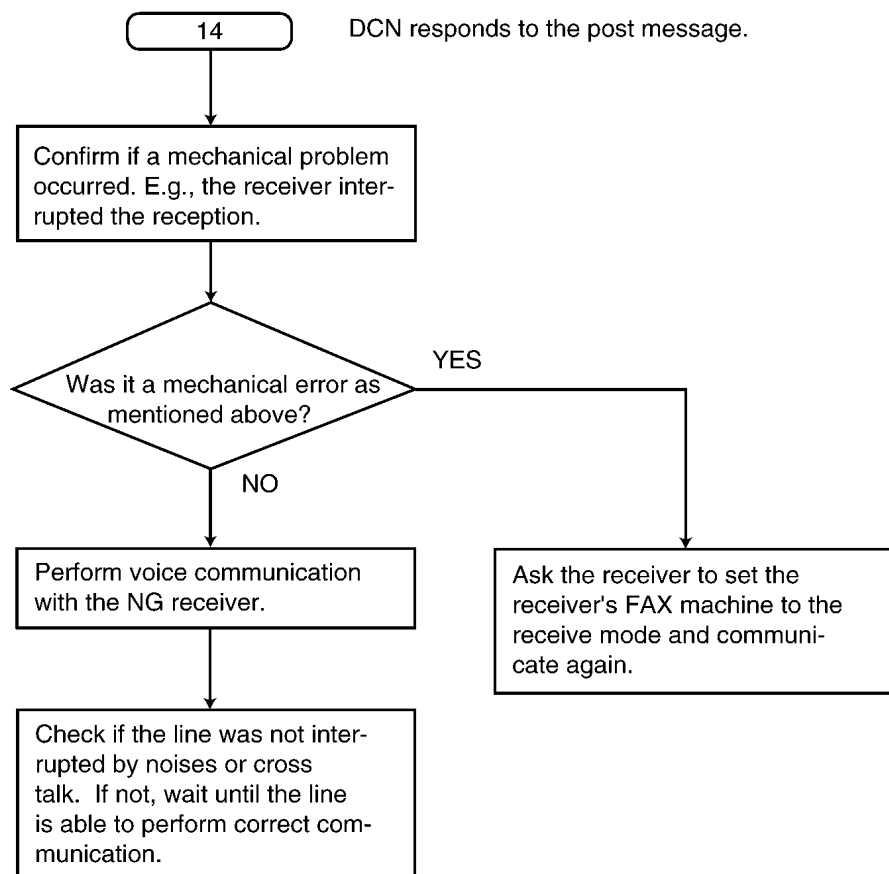 14
DCN responds to the post message.
Confirm if a mechanical problem
occurred. E.g., the receiver inter-
rupted the reception.
Was it a mechanical error as
mentioned above?
YES
NO
Perform voice communication
with the NG receiver.
Ask the receiver to set the
receiver's FAX machine to the
receive mode and communi-
cate again.
Check if the line was not inter-
rupted by noises or cross
talk.  If not, wait until the line
is able to perform correct com-
munication.